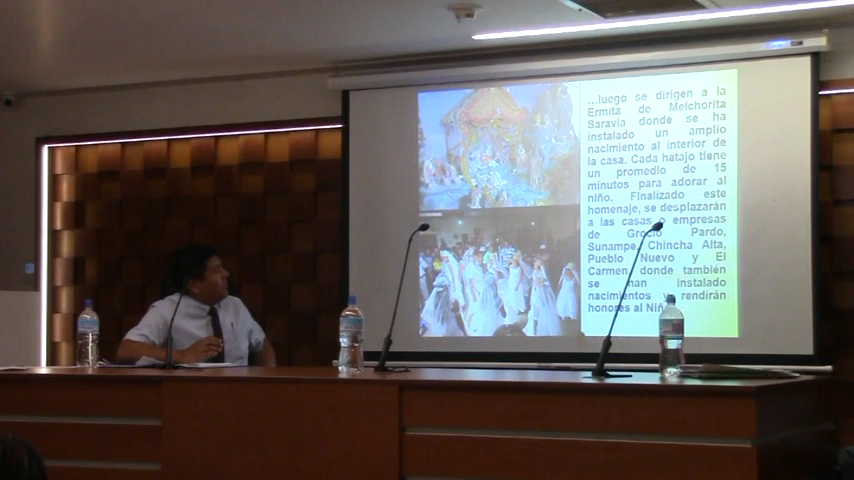 ...luego se dirigen a la
Ermita de Melchorita
Saravia donde se ha
instalado un amplio
nacimiento al interior de
la casa. Cada hatajo tiene
un promedio de 15
minutos para adorar al
niño. Finalizado este
homenaje, se desplazarán
a las casas o empresas
de Grocio Pardo,
Sunampe, Chincha Alta,
Pueblo Nuevo y El
Carmen, donde también
se han instalado
nacimientos y rendirán
honores al Niño